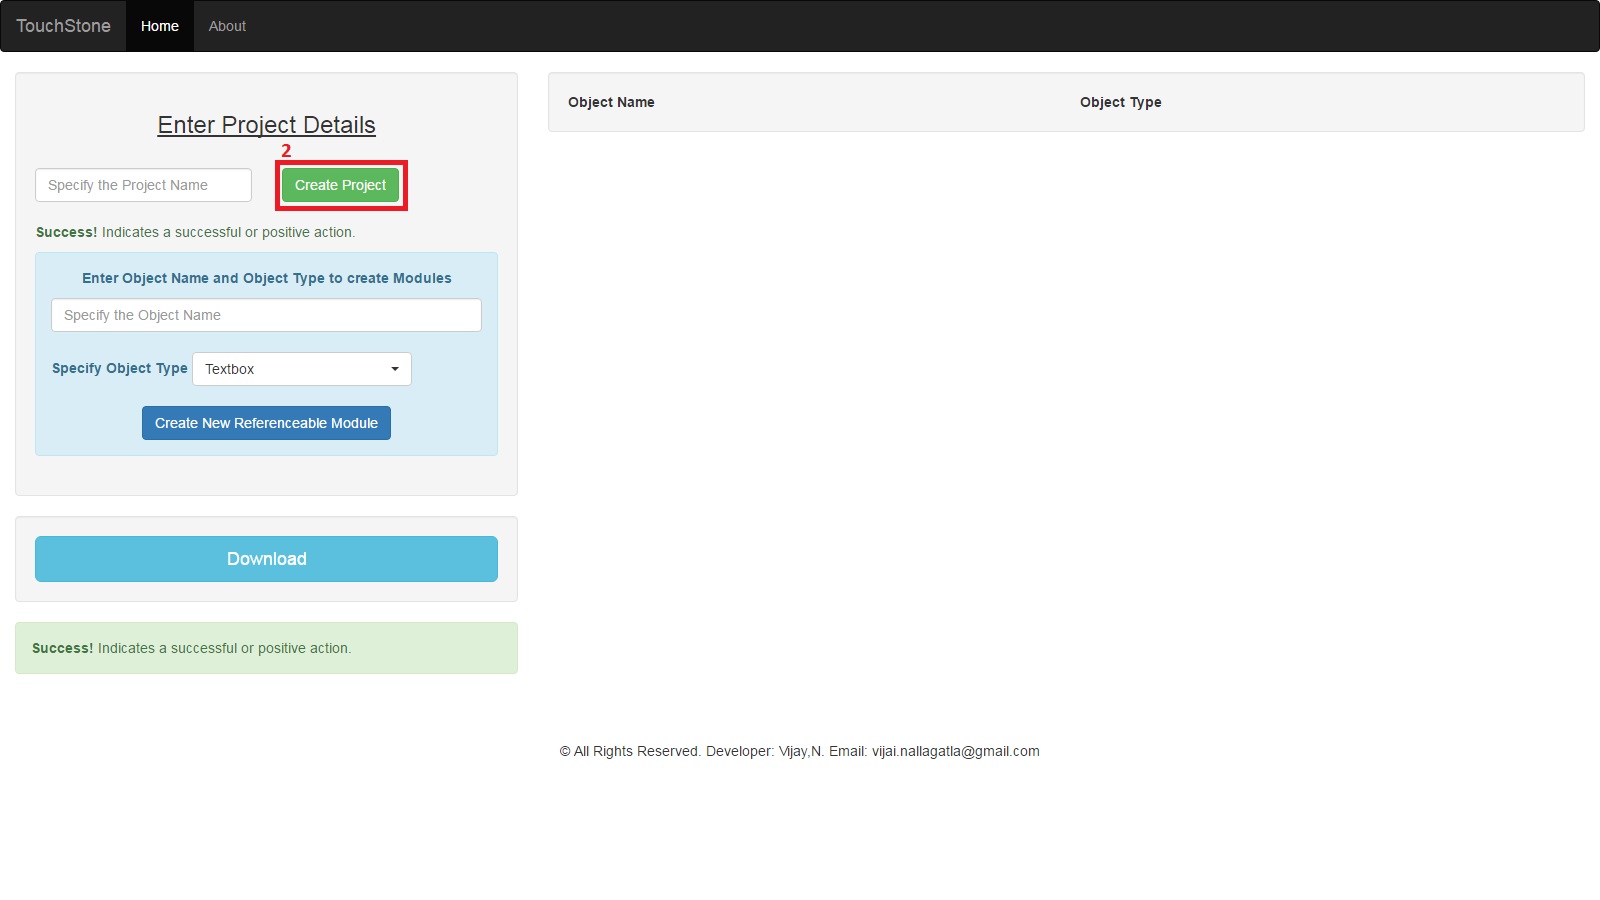 TouchStone Home About
Enter Project Details
2
Specify the Project Name Create Project
Success! Indicates a successful or positive action.
Enter Object Name and Object Type to create Modules
Specify the Object Name
Specify Object Type Textbox
Create New Referenceable Module
Download
Success! Indicates a successful or positive action.
Object Name Object Type
© All Rights Reserved. Developer: Vijay,N. Email: vijai.nallagatla@gmail.com